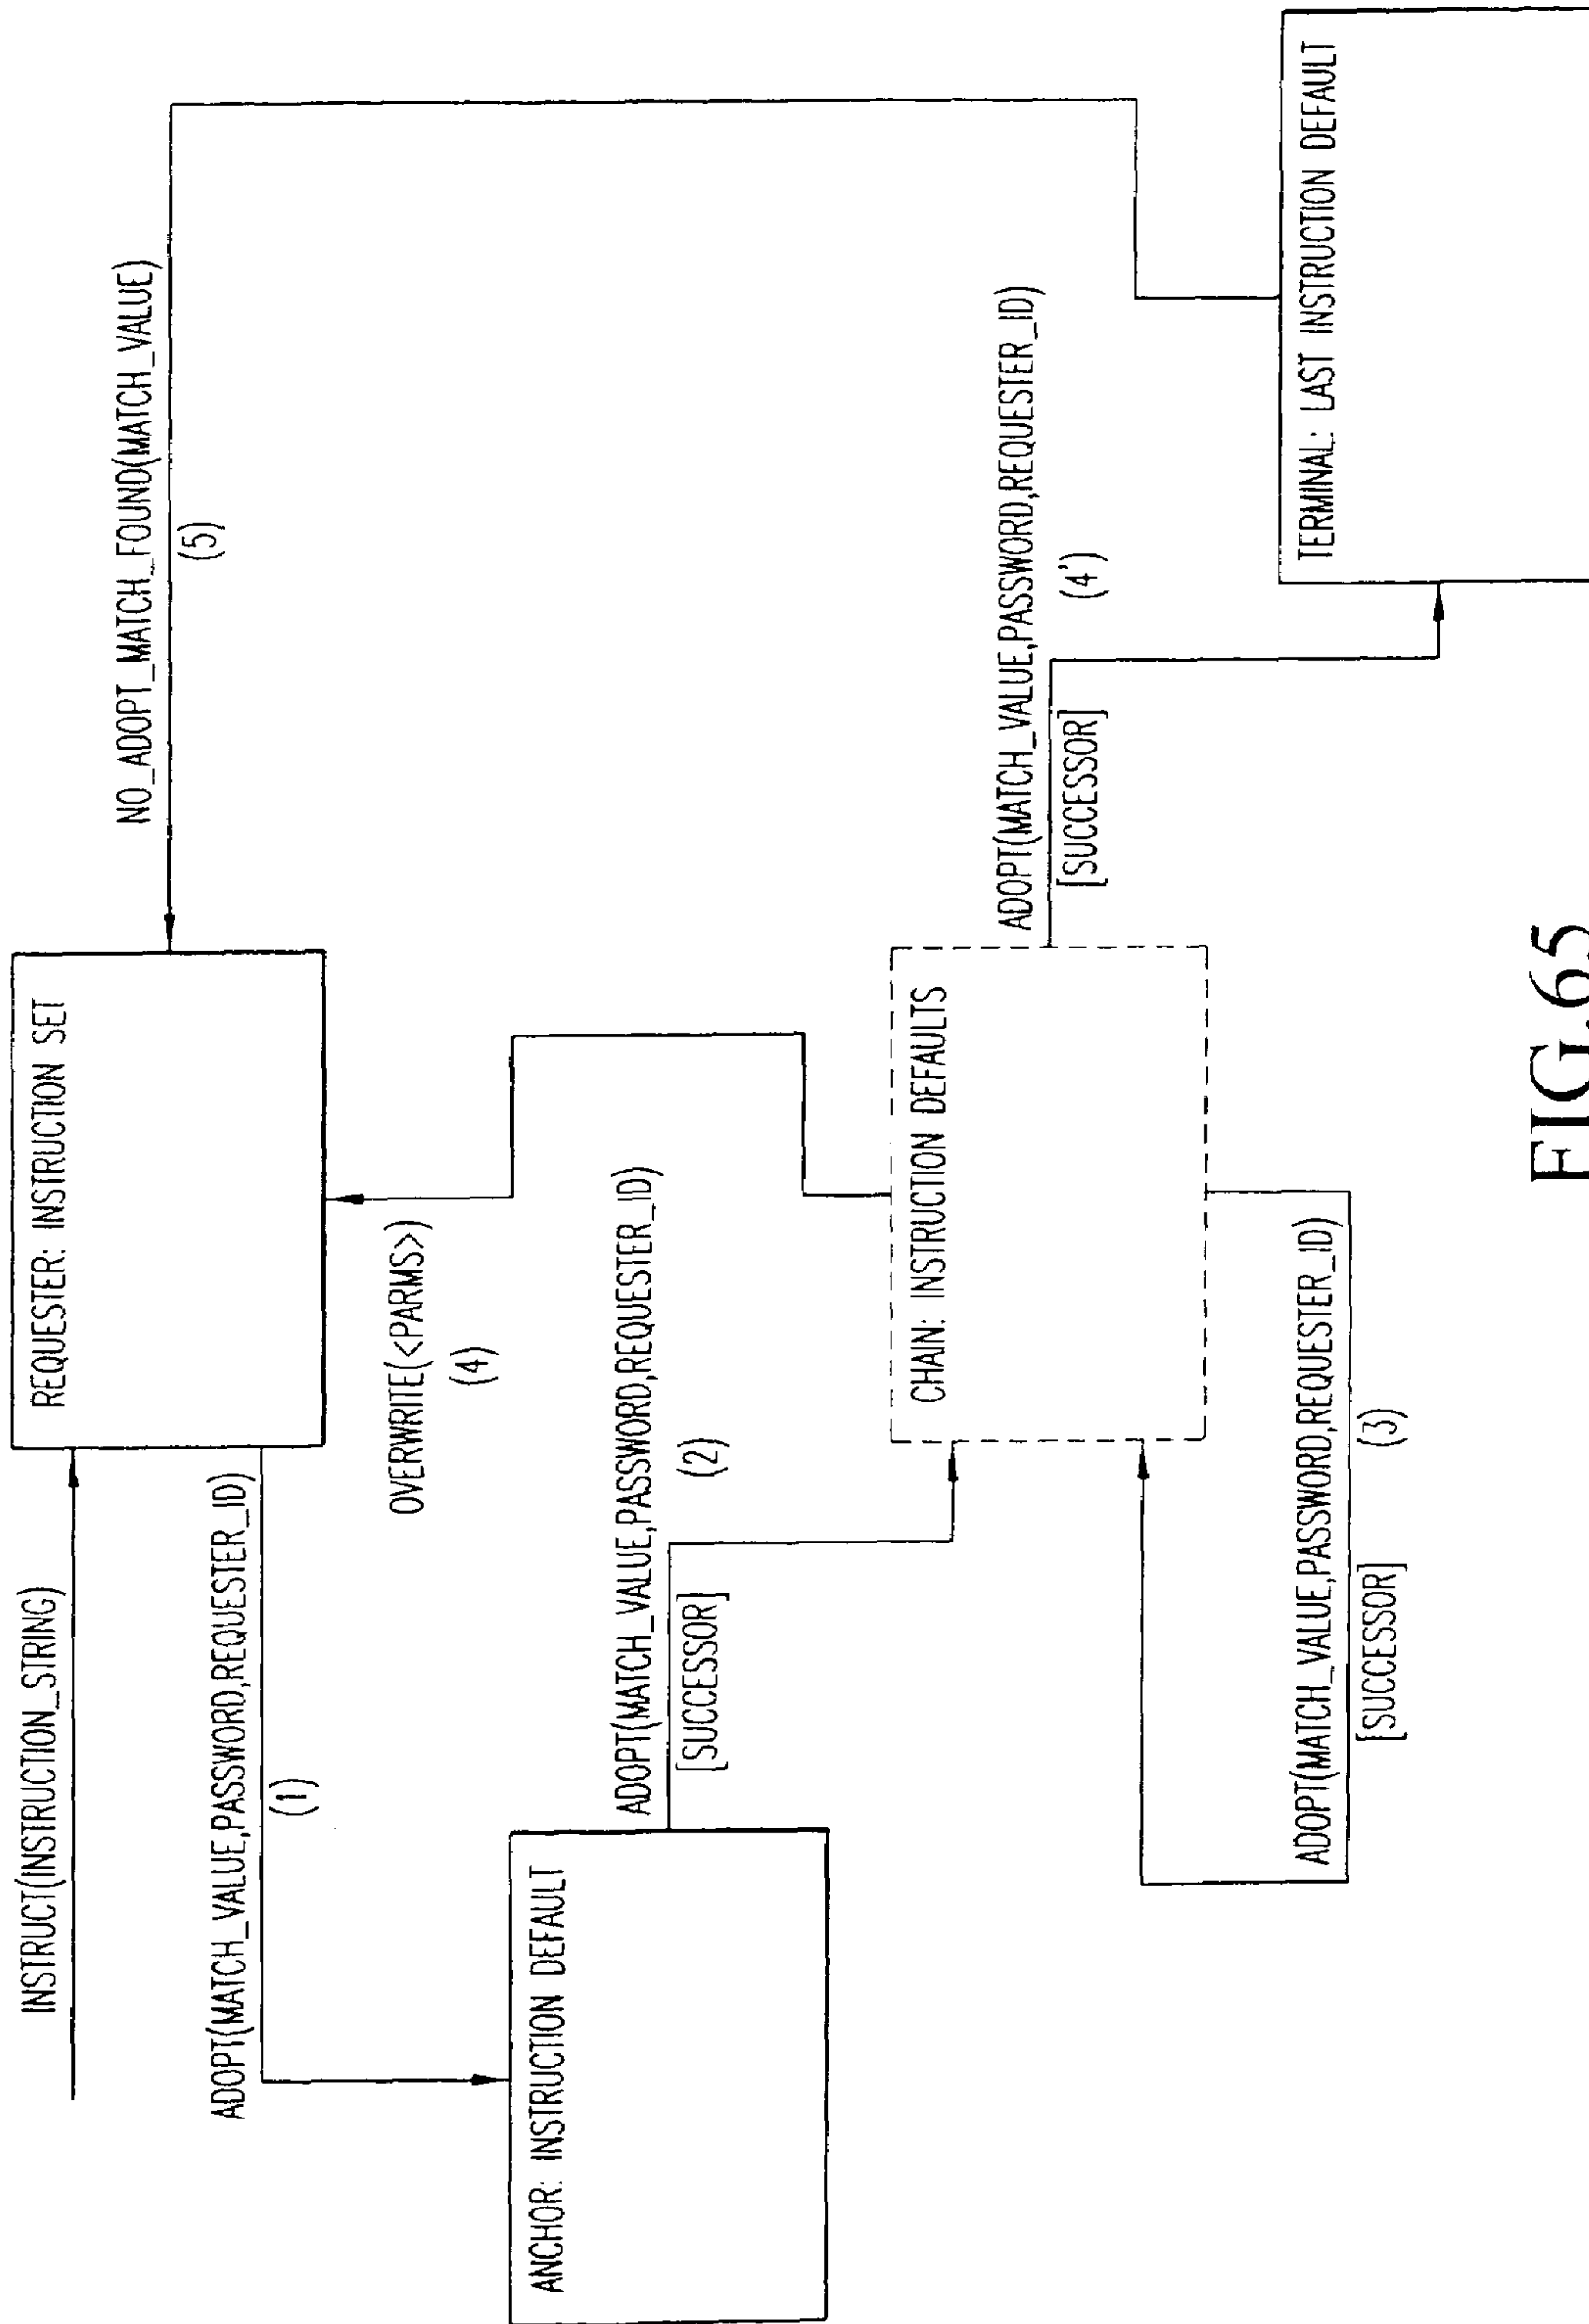 INSTRUCT(INSTRUCTION_STRING)
REQUESTER: INSTRUCTION SET
NO_ADOPT_MATCH_FOUND(MATCH_VALUE)
(5)
ADOPT(MATCH_VALUE,PASSWORD,REQUESTER_ID)
(1)
OVERWRITE(<PARMS>)
(4)
ANCHOR: INSTRUCTION DEFAULT
ADOPT(MATCH_VALUE,PASSWORD,REQUESTER_ID)
[SUCCESSOR]
(2)
CHAIN: INSTRUCTION DEFAULTS
ADOPT(MATCH_VALUE,PASSWORD,REQUESTER_ID)
[SUCCESSOR]
(4')
ADOPT(MATCH_VALUE,PASSWORD,REQUESTER_ID)
[SUCCESSOR]
(3)
TERMINAL: LAST INSTRUCTION DEFAULT
FIG.65